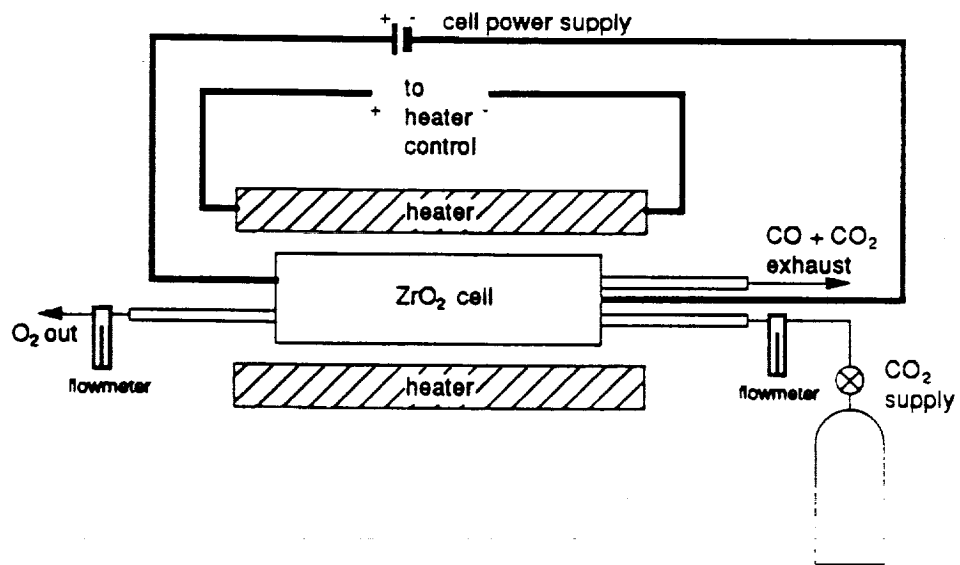 + - cell power supply
to
+ heater -
control
heater
CO + CO₂
exhaust
ZrO₂ cell
O₂ out
flowmeter
heater
flowmeter
CO₂
supply